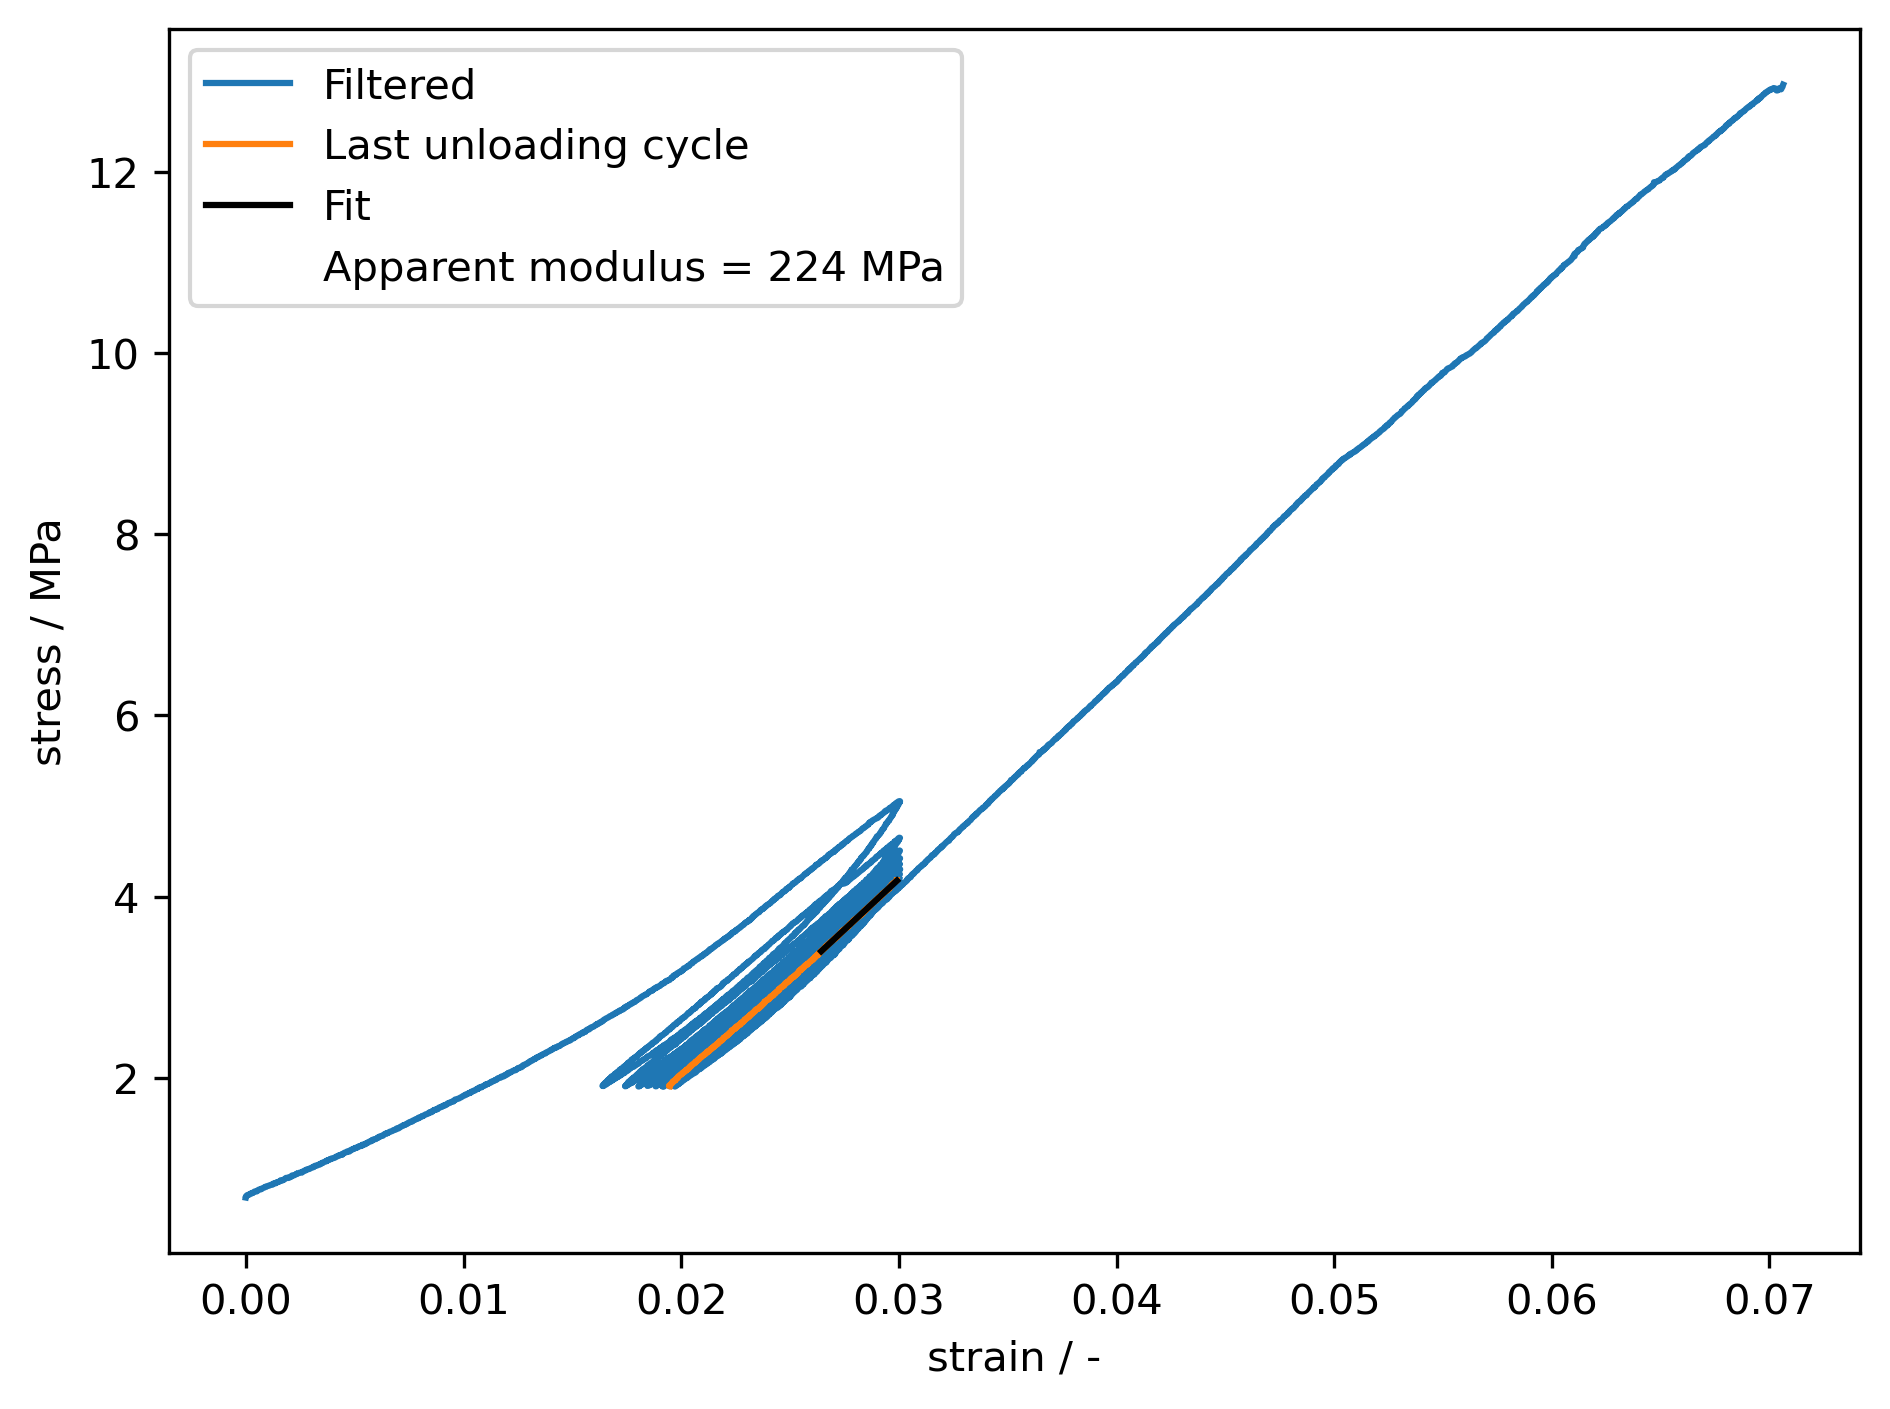 Filtered
Last unloading cycle
Fit
Apparent modulus = 224 MPa
12
10
8
6
4
2
stress / MPa
0.00 0.01 0.02 0.03 0.04 0.05 0.06 0.07
strain / -